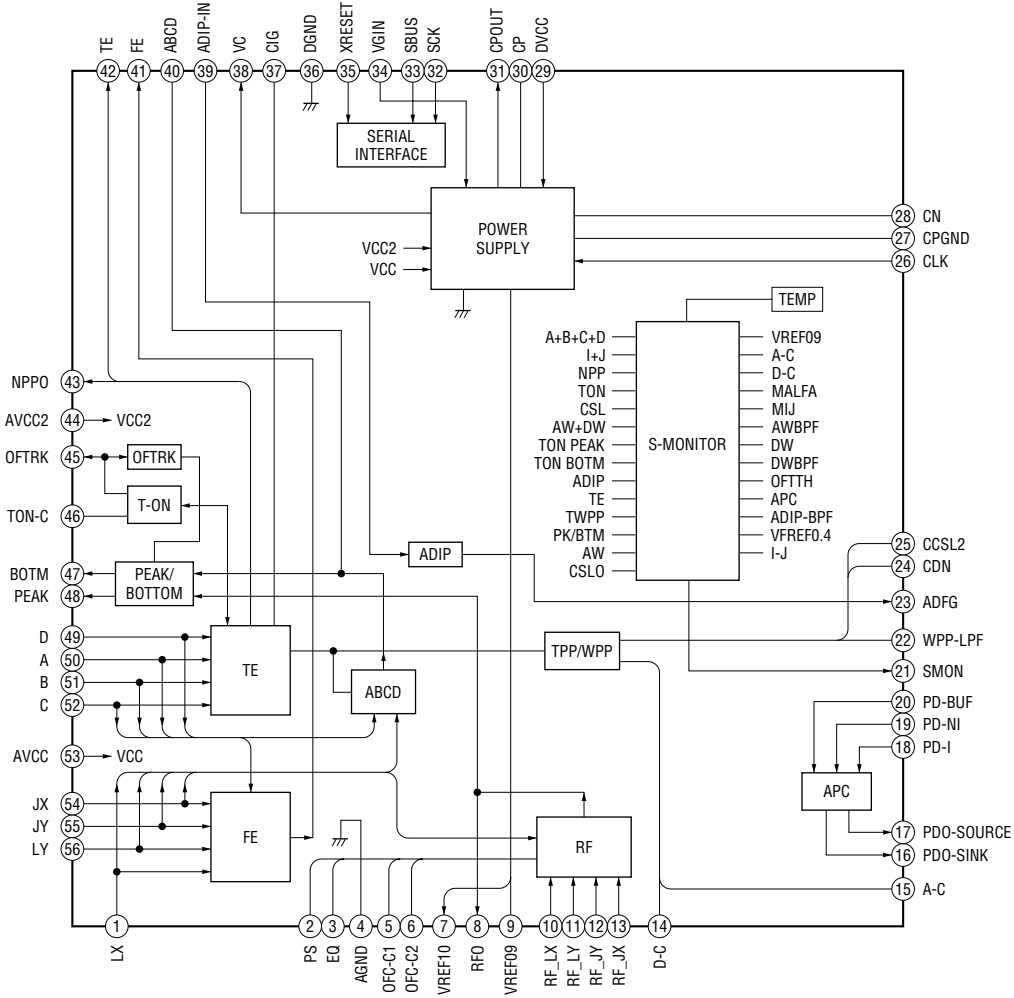 TE
FE
ABCD
ADIP-IN
VC
CIG
DGND
XRESET
VGIN
SBUS
SCK
CPOUT
CP
DVCC
42
41
40
39
38
37
36
35
34
33
32
31
30
29
SERIAL
INTERFACE
POWER
SUPPLY
VCC2
VCC
28 CN
27 CPGND
26 CLK
TEMP
A+B+C+D
I+J
NPP
TON
CSL
AW+DW
TON PEAK
TON BOTM
ADIP
TE
TWPP
PK/BTM
AW
CSLO
S-MONITOR
VREF09
A-C
D-C
MALFA
MIJ
AWBPF
DW
DWBPF
OFTTH
APC
ADIP-BPF
VFREF0.4
I-J
NPPO 43
AVCC2 44 VCC2
OFTRK 45 OFTRK
T-ON
TON-C 46
BOTM 47
PEAK 48
PEAK/
BOTTOM
ADIP
25 CCSL2
24 CDN
23 ADFG
22 WPP-LPF
21 SMON
20 PD-BUF
19 PD-NI
18 PD-I
D 49
A 50
B 51
C 52
TE
ABCD
TPP/WPP
AVCC 53 VCC
JX 54
JY 55
LY 56
FE
RF
APC
17 PDO-SOURCE
16 PDO-SINK
15 A-C
1
2
3
4
5
6
7
8
9
10
11
12
13
14
LX
PS
EQ
AGND
OFC-C1
OFC-C2
VREF10
RFO
VREF09
RF_LX
RF_LY
RF_JY
RF_JX
D-C